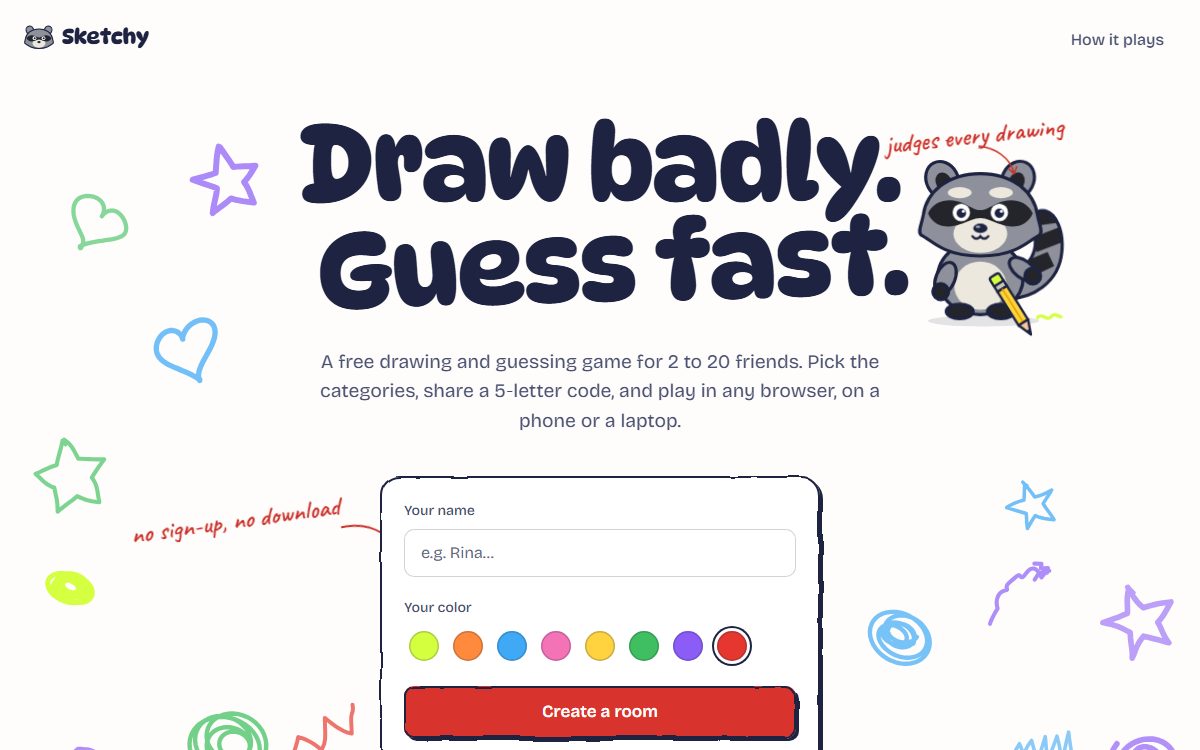 Sketchy
How it plays
Draw badly.
judges every drawing
Guess fast.
A free drawing and guessing game for 2 to 20 friends. Pick the
categories, share a 5-letter code, and play in any browser, on a
phone or a laptop.
no sign-up, no download
Your name
e.g. Rina...
Your color
Create a room